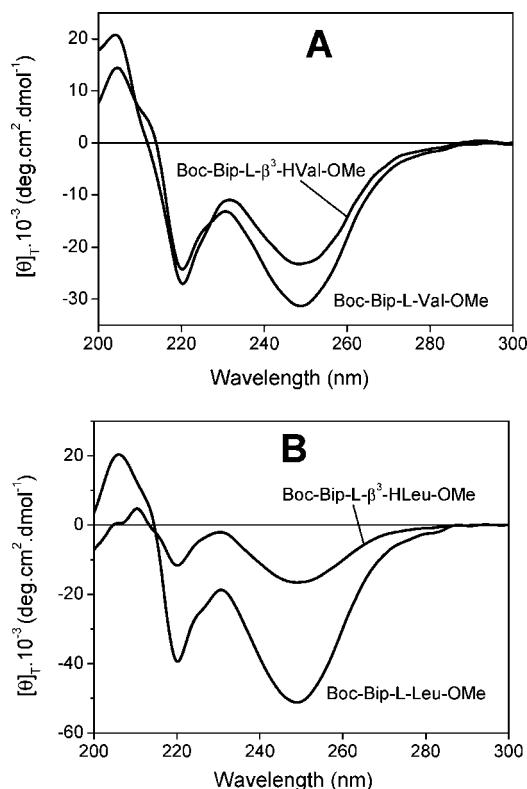 A
20
10
0
-10
-20
-30
[θ]T.10⁻³ (deg.cm².dmol⁻¹)
Boc-Bip-L-β³-HVal-OMe
Boc-Bip-L-Val-OMe
200 220 240 260 280 300
Wavelength (nm)
B
20
0
-20
-40
-60
[θ]T.10⁻³ (deg.cm².dmol⁻¹)
Boc-Bip-L-β³-HLeu-OMe
Boc-Bip-L-Leu-OMe
200 220 240 260 280 300
Wavelength (nm)